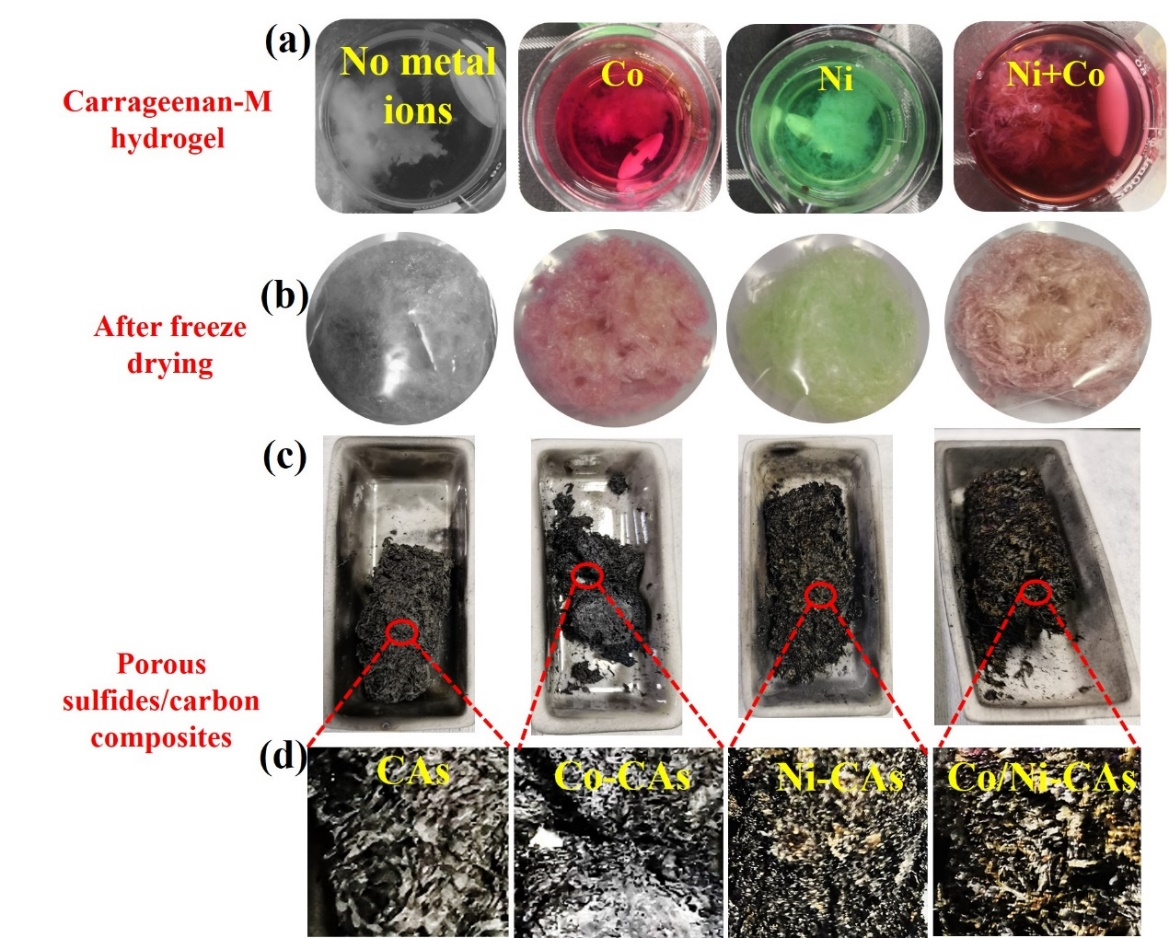 (a)
No metal
ions
Co
Ni
Ni+Co
Carrageenan-M
hydrogel
(b)
After freeze
drying
(c)
Porous
sulfides/carbon
composites
(d)
CAs
Co-CAs
Ni-CAs
Co/Ni-CAs